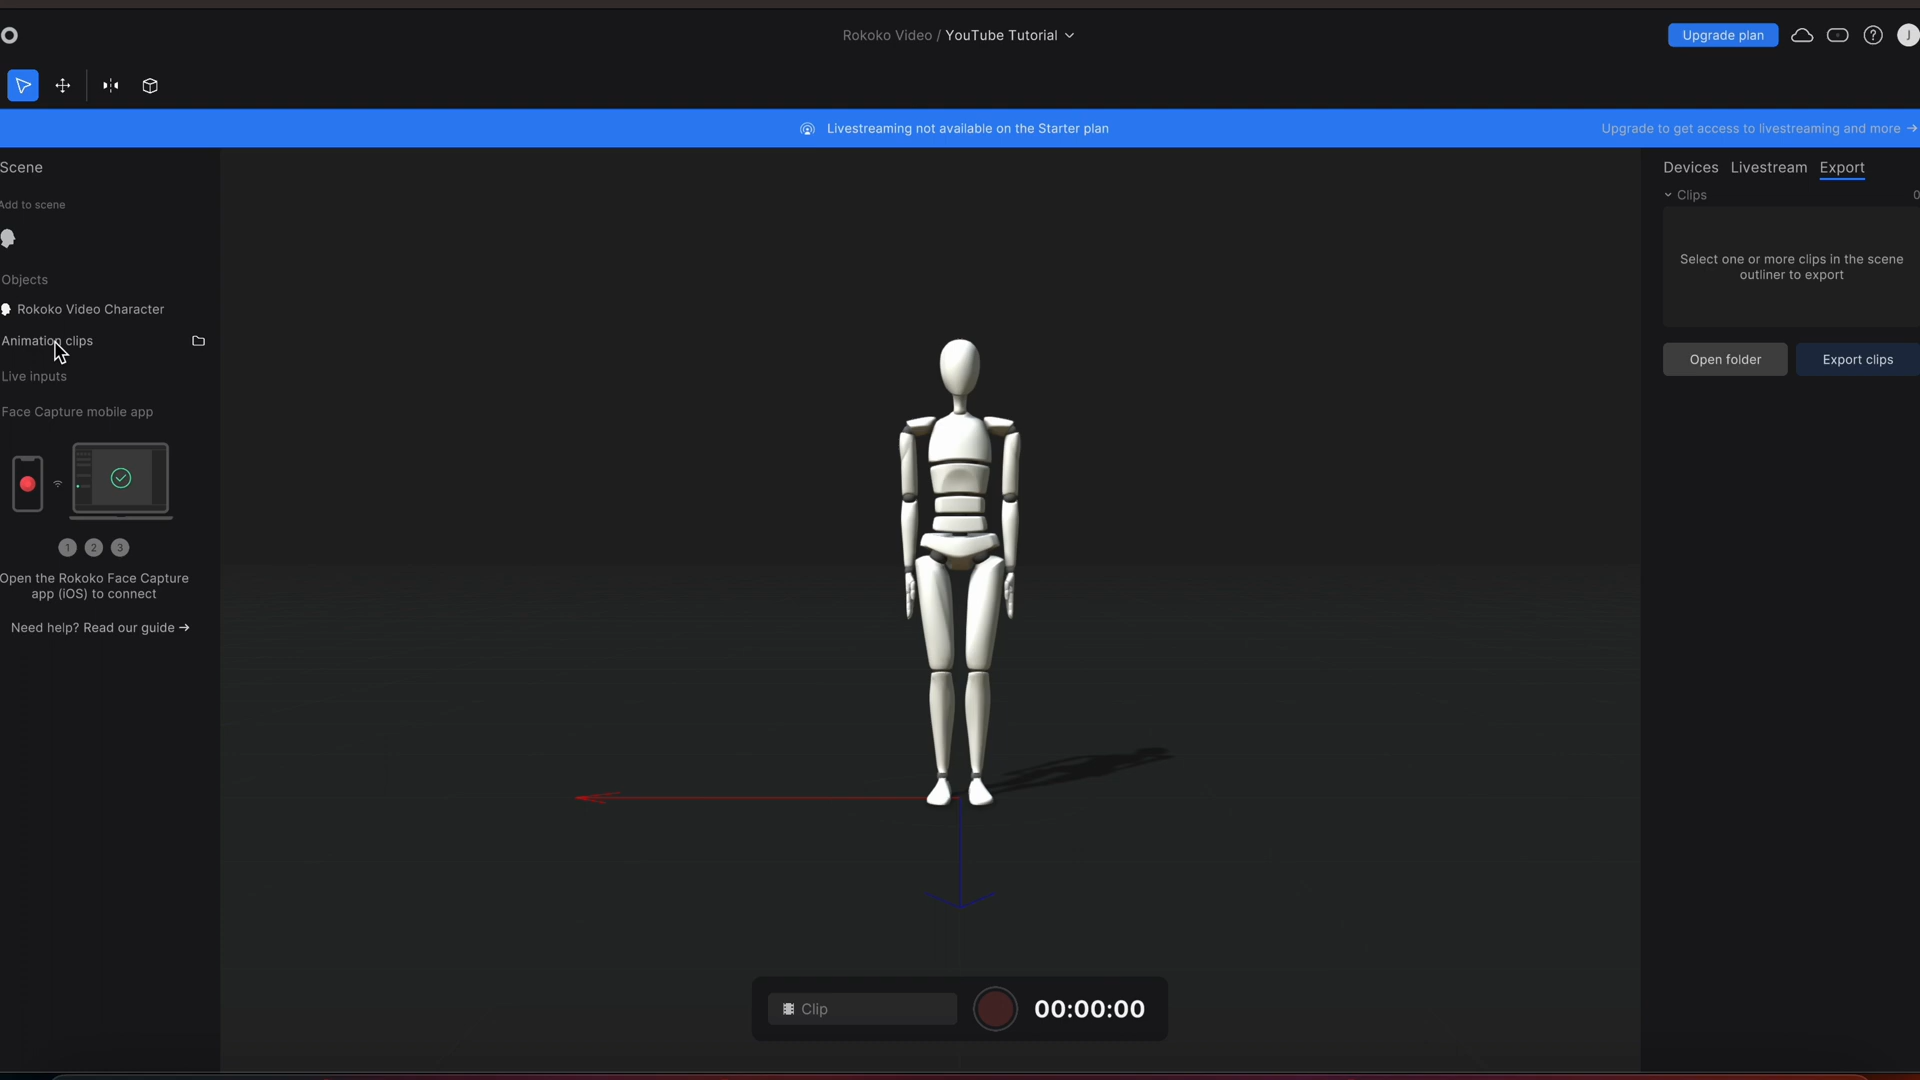 Rokoko Video / YouTube Tutorial
Upgrade plan
J
Livestreaming not available on the Starter plan
Upgrade to get access to livestreaming and more →
Scene
Add to scene
Objects
Rokoko Video Character
Animation clips
Live inputs
Face Capture mobile app
1 2 3
Open the Rokoko Face Capture
app (iOS) to connect
Need help? Read our guide →
Devices Livestream Export
Clips 0
Select one or more clips in the scene
outliner to export
Open folder Export clips
Clip 00:00:00